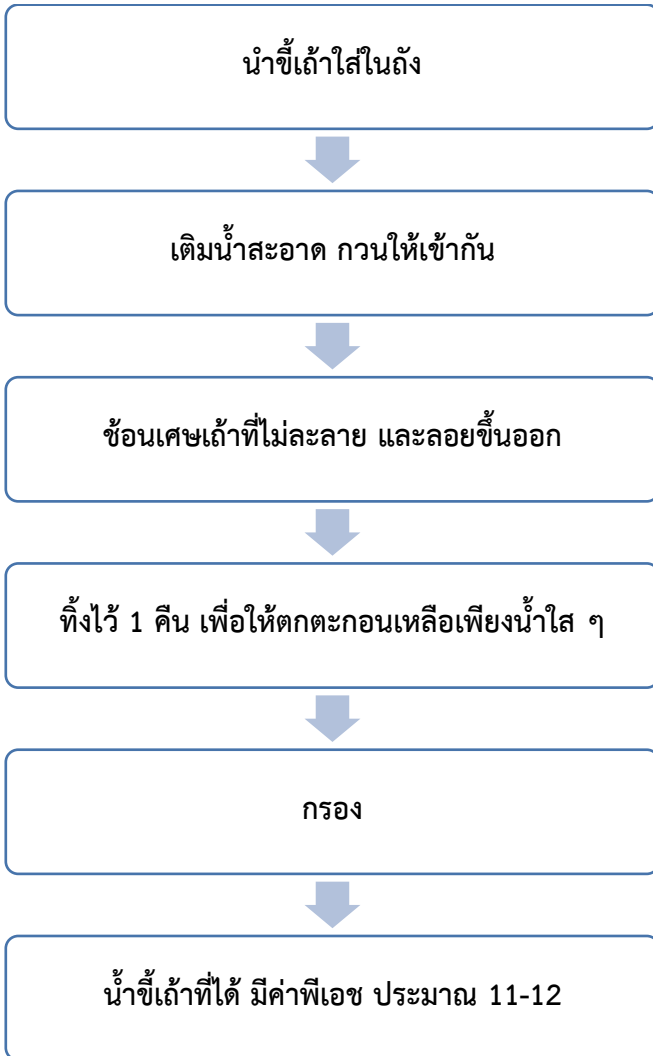 นำขี้เถ้าใส่ในถัง
เติมน้ำสะอาด กวนให้เข้ากัน
ช้อนเศษเถ้าที่ไม่ละลาย และลอยขึ้นออก
ทิ้งไว้ 1 คืน เพื่อให้ตกตะกอนเหลือเพียงน้ำใส ๆ
กรอง
น้ำขี้เถ้าที่ได้ มีค่าพีเอช ประมาณ 11-12